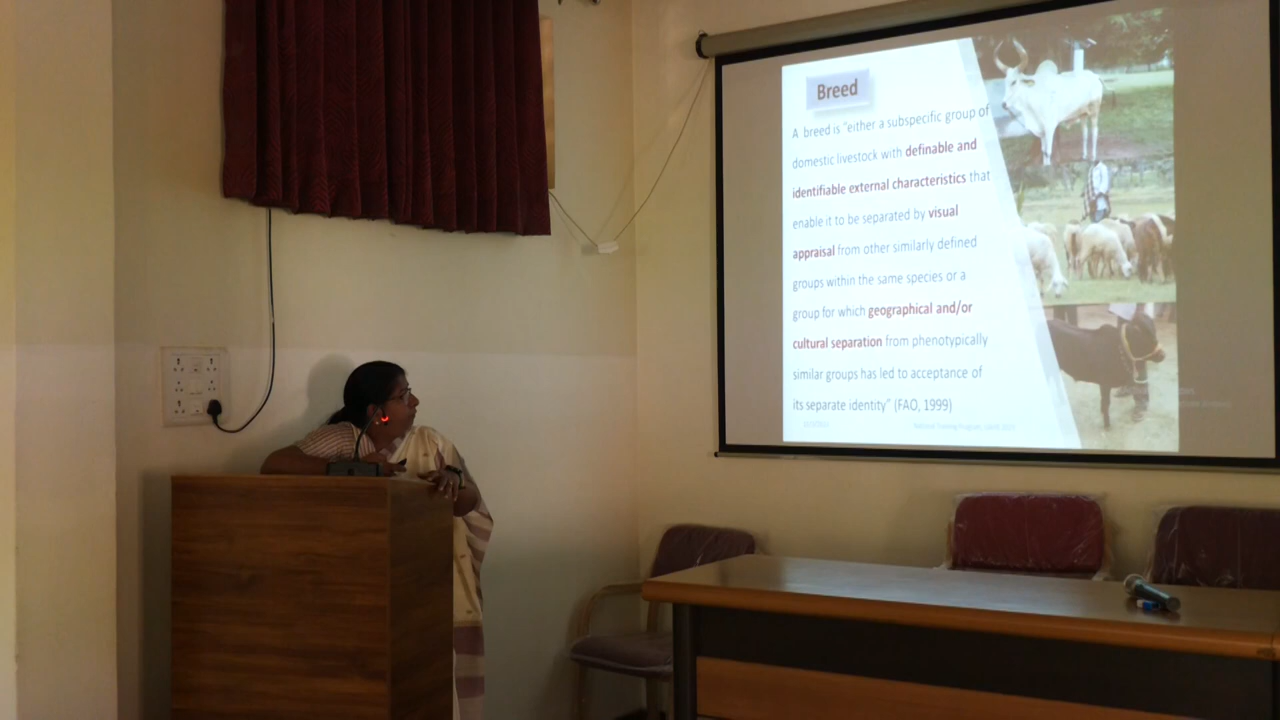 Breed
A breed is “either a subspecific group of
domestic livestock with definable and
identifiable external characteristics that
enable it to be separated by visual
appraisal from other similarly defined
groups within the same species or a
group for which geographical and/or
cultural separation from phenotypically
similar groups has led to acceptance of
its separate identity” (FAO, 1999)